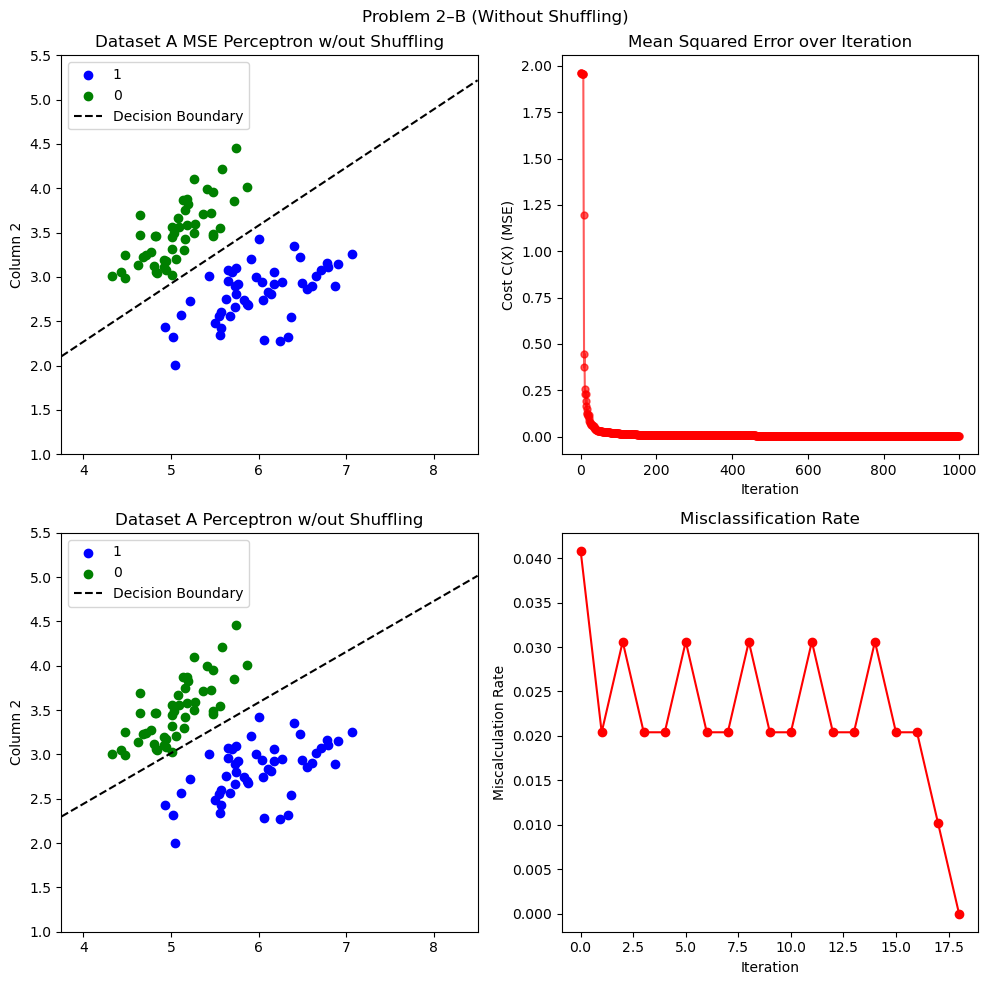 Problem 2–B (Without Shuffling)
Dataset A MSE Perceptron w/out Shuffling
5.5
5.0
4.5
4.0
3.5
3.0
2.5
2.0
1.5
1.0
Column 2
1
0
Decision Boundary
4 5 6 7 8
Mean Squared Error over Iteration
2.00
1.75
1.50
1.25
1.00
0.75
0.50
0.25
0.00
Cost C(X) (MSE)
0 200 400 600 800 1000
Iteration
Dataset A Perceptron w/out Shuffling
5.5
5.0
4.5
4.0
3.5
3.0
2.5
2.0
1.5
1.0
Column 2
1
0
Decision Boundary
4 5 6 7 8
Misclassification Rate
0.040
0.035
0.030
0.025
0.020
0.015
0.010
0.005
0.000
Miscalculation Rate
0.0 2.5 5.0 7.5 10.0 12.5 15.0 17.5
Iteration